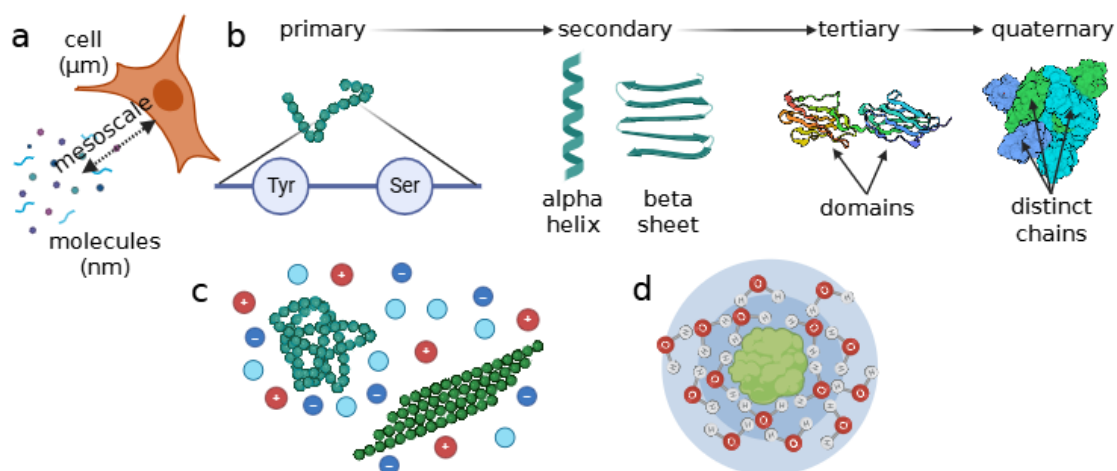 a
cell
(μm)
mesoscale
molecules
(nm)
b
primary
secondary
tertiary
quaternary
Tyr
Ser
alpha
helix
beta
sheet
domains
distinct
chains
c
+
−
+
−
+
−
+
+
−
−
+
−
d
O
H
H
O
H
H
O
H
H
O
H
H
O
H
H
O
H
H
O
H
H
O
H
H
O
H
H
O
H
H
O
H
H
O
H
H